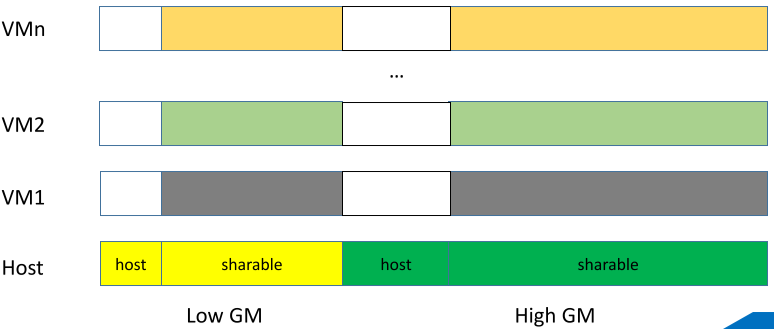 VMn
...
VM2
VM1
Host
host
sharable
host
sharable
Low GM
High GM